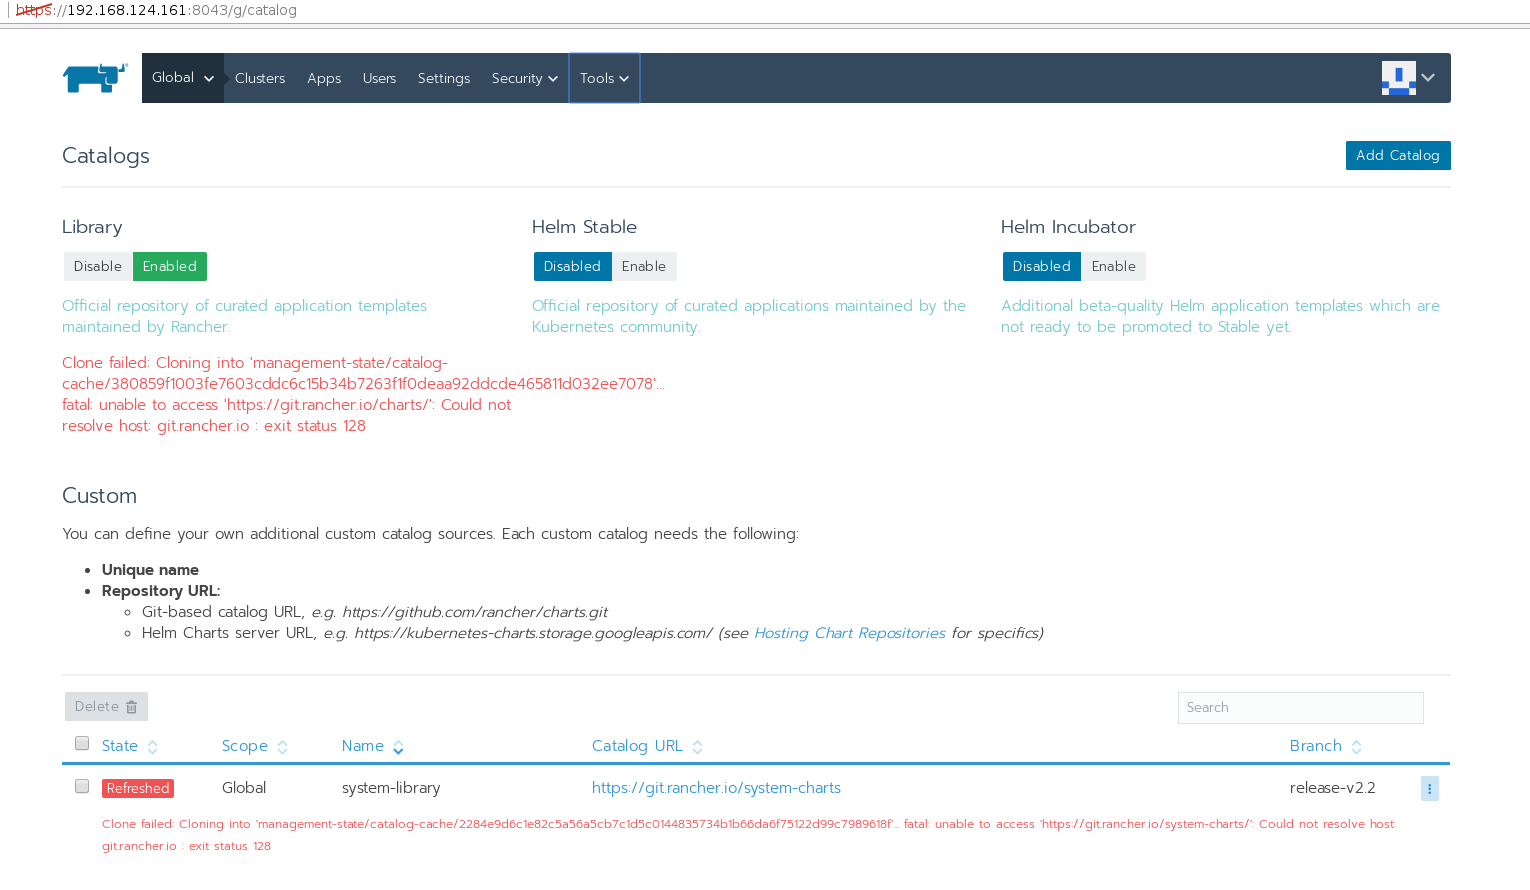 https://192.168.124.161:8043/g/catalog
Global Clusters Apps Users Settings Security Tools
Catalogs
Add Catalog
Library
Disable Enabled
Official repository of curated application templates
maintained by Rancher.
Clone failed: Cloning into 'management-state/catalog-
cache/380859f1003fe7603cddc6c15b34b7263f1f0deaa92ddcde465811d032ee7078'...
fatal: unable to access 'https://git.rancher.io/charts/': Could not
resolve host: git.rancher.io : exit status 128
Helm Stable
Disabled Enable
Official repository of curated applications maintained by the
Kubernetes community.
Helm Incubator
Disabled Enable
Additional beta-quality Helm application templates which are
not ready to be promoted to Stable yet.
Custom
You can define your own additional custom catalog sources. Each custom catalog needs the following:
Unique name
Repository URL:
Git-based catalog URL, e.g. https://github.com/rancher/charts.git
Helm Charts server URL, e.g. https://kubernetes-charts.storage.googleapis.com/ (see Hosting Chart Repositories for specifics)
Delete
Search
State Scope Name Catalog URL Branch
Refreshed Global system-library https://git.rancher.io/system-charts release-v2.2
Clone failed: Cloning into 'management-state/catalog-cache/2284e9d6c1e82c5a56a5cb7c1d5c0144835734b1b66da6f75122d99c7989618f'... fatal: unable to access 'https://git.rancher.io/system-charts/': Could not resolve host:
git.rancher.io : exit status 128